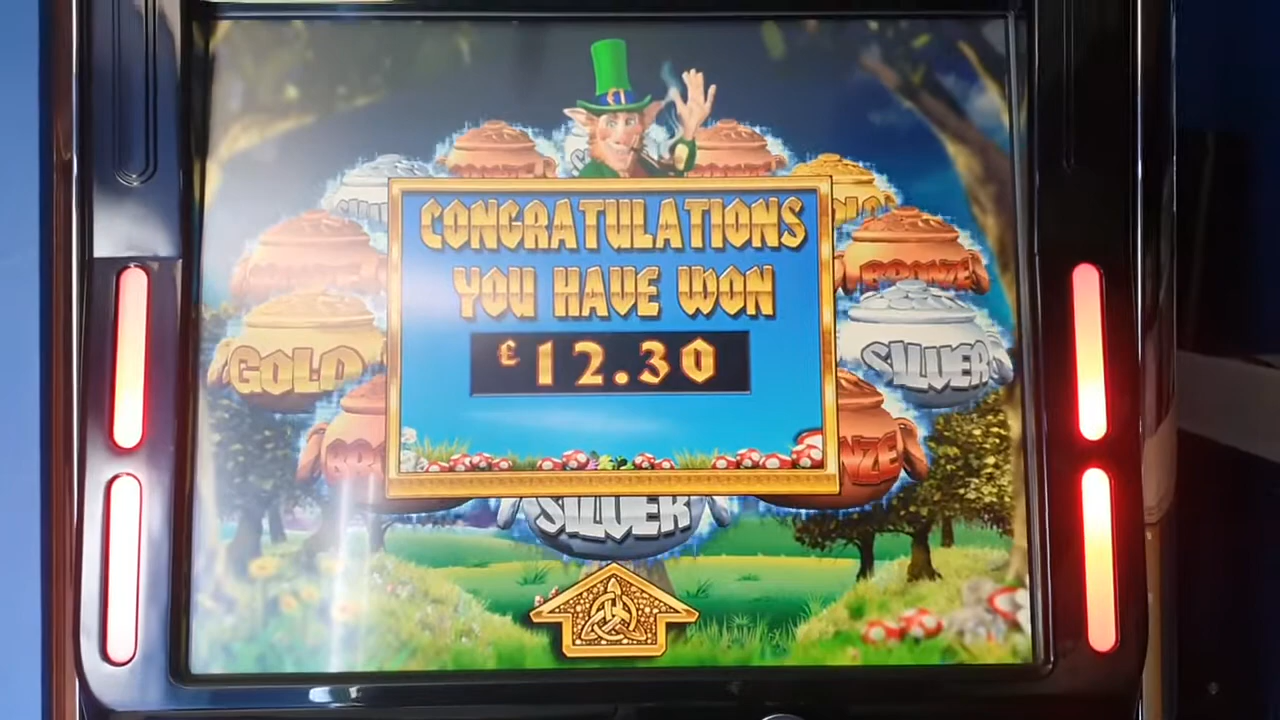 CONGRATULATIONS
YOU HAVE WON
£12.30
BRONZE
GOLD
SILVER
SILVER